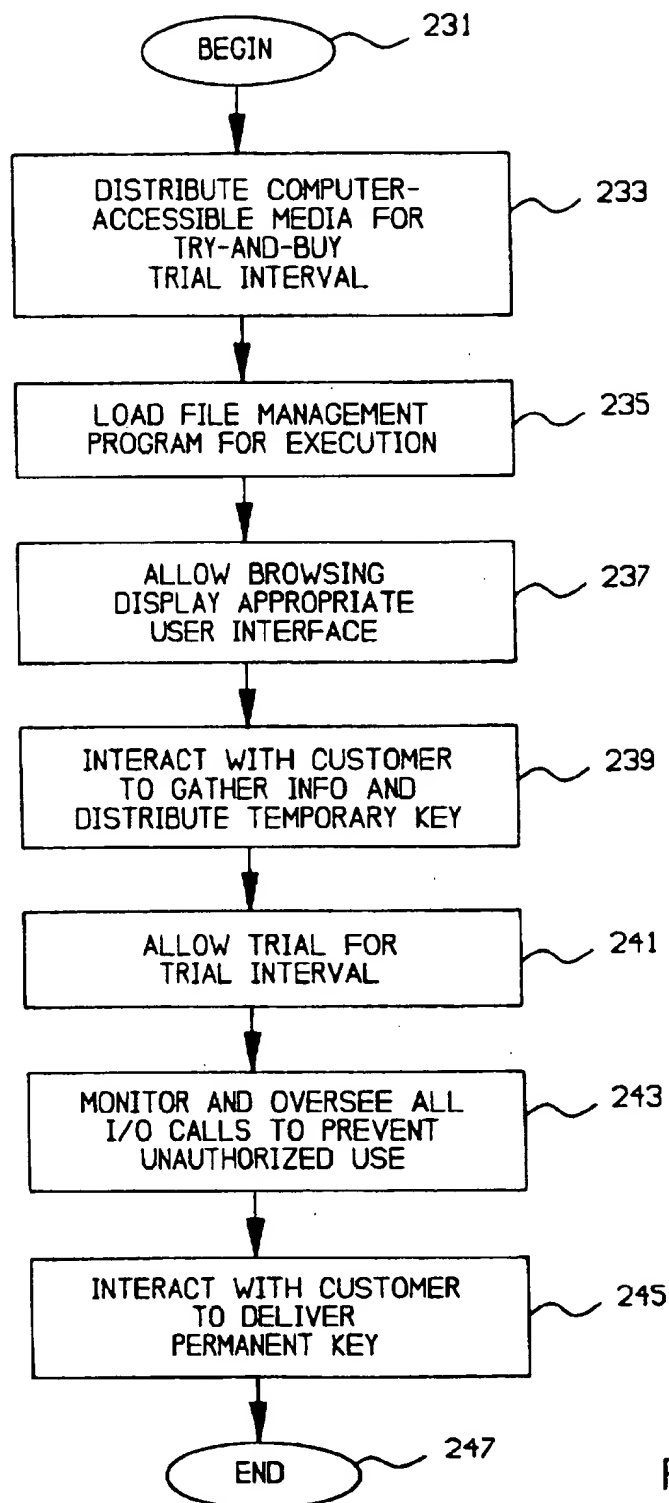 BEGIN
231
DISTRIBUTE COMPUTER-
ACCESSIBLE MEDIA FOR
TRY-AND-BUY
TRIAL INTERVAL
233
LOAD FILE MANAGEMENT
PROGRAM FOR EXECUTION
235
ALLOW BROWSING
DISPLAY APPROPRIATE
USER INTERFACE
237
INTERACT WITH CUSTOMER
TO GATHER INFO AND
DISTRIBUTE TEMPORARY KEY
239
ALLOW TRIAL FOR
TRIAL INTERVAL
241
MONITOR AND OVERSEE ALL
I/O CALLS TO PREVENT
UNAUTHORIZED USE
243
INTERACT WITH CUSTOMER
TO DELIVER
PERMANENT KEY
245
END
247